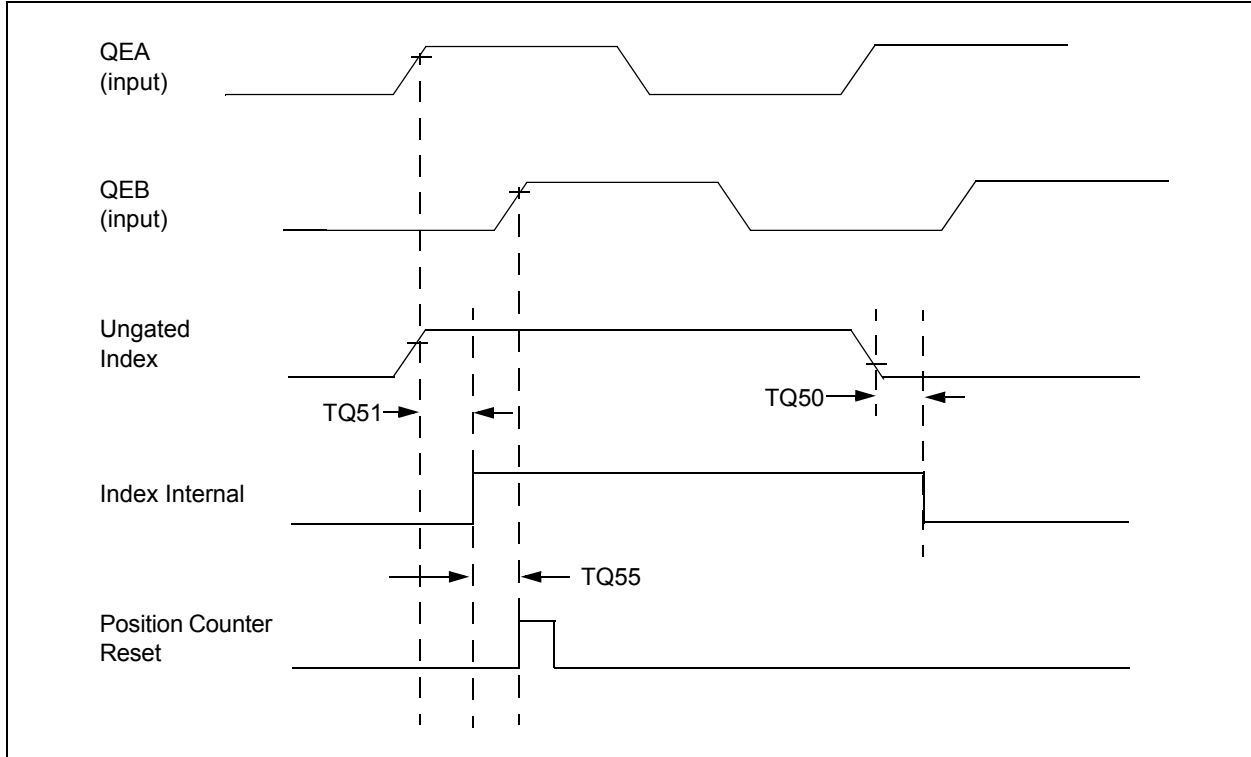 QEA
(input)
QEB
(input)
Ungated
Index
TQ51
TQ50
Index Internal
TQ55
Position Counter
Reset